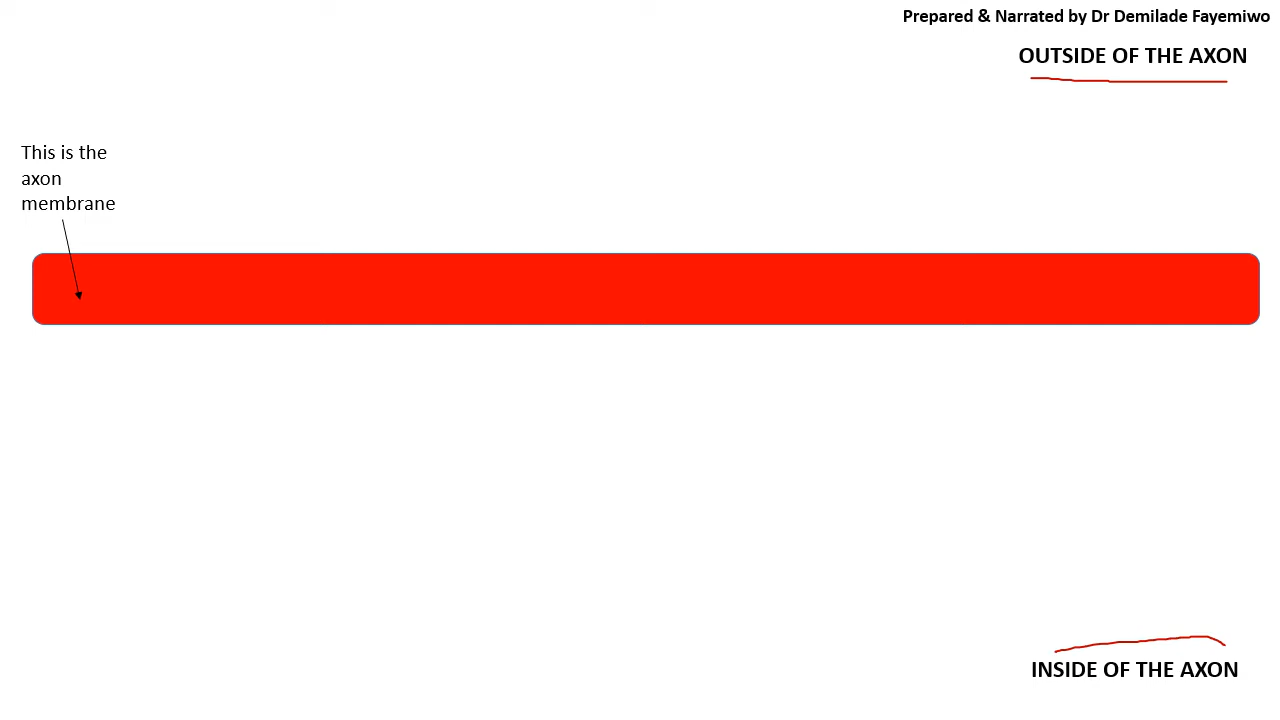 Prepared & Narrated by Dr Demilade Fayemiwo
OUTSIDE OF THE AXON
This is the
axon
membrane
INSIDE OF THE AXON